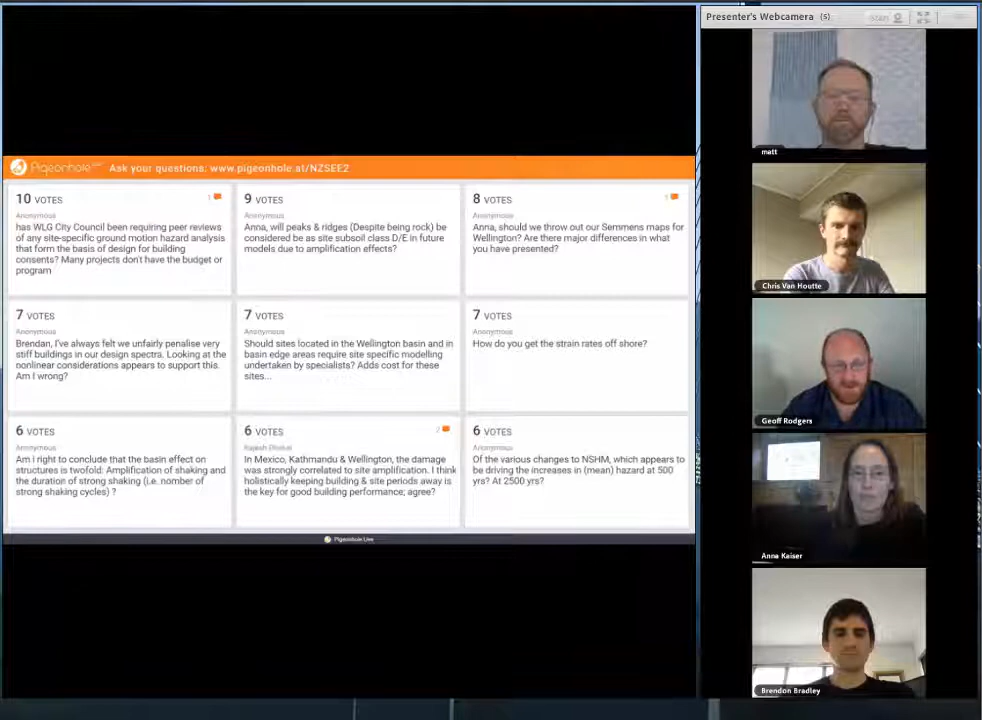 Presenter's Webcamera (5)
Pigeonhole LIVE Ask your questions: www.pigeonhole.at/NZSEE2
10 VOTES
1
Anonymous
has WLG City Council been requiring peer reviews
of any site-specific ground motion hazard analysis
that form the basis of design for building
consents? Many projects don't have the budget or
program
9 VOTES
Anonymous
Anna, will peaks & ridges (Despite being rock) be
considered be as site subsoil class D/E in future
models due to amplification effects?
8 VOTES
1
Anonymous
Anna, should we throw out our Semmens maps for
Wellington? Are there major differences in what
you have presented?
7 VOTES
Anonymous
Brendan, I've always felt we unfairly penalise very
stiff buildings in our design spectra. Looking at the
nonlinear considerations appears to support this.
Am I wrong?
7 VOTES
Anonymous
Should sites located in the Wellington basin and in
basin edge areas require site specific modelling
undertaken by specialists? Adds cost for these
sites...
7 VOTES
Anonymous
How do you get the strain rates off shore?
6 VOTES
Anonymous
Am i right to conclude that the basin effect on
structures is twofold: Amplification of shaking and
the duration of strong shaking (i.e. nomber of
strong shaking cycles) ?
6 VOTES
2
Rajesh Dhakal
In Mexico, Kathmandu & Wellington, the damage
was strongly correlated to site amplification. I think
holistically keeping building & site periods away is
the key for good building performance; agree?
6 VOTES
Anonymous
Of the various changes to NSHM, which appears to
be driving the increases in (mean) hazard at 500
yrs? At 2500 yrs?
Pigeonhole Live
matt
Chris Van Houtte
Geoff Rodgers
Anna Kaiser
Brendon Bradley